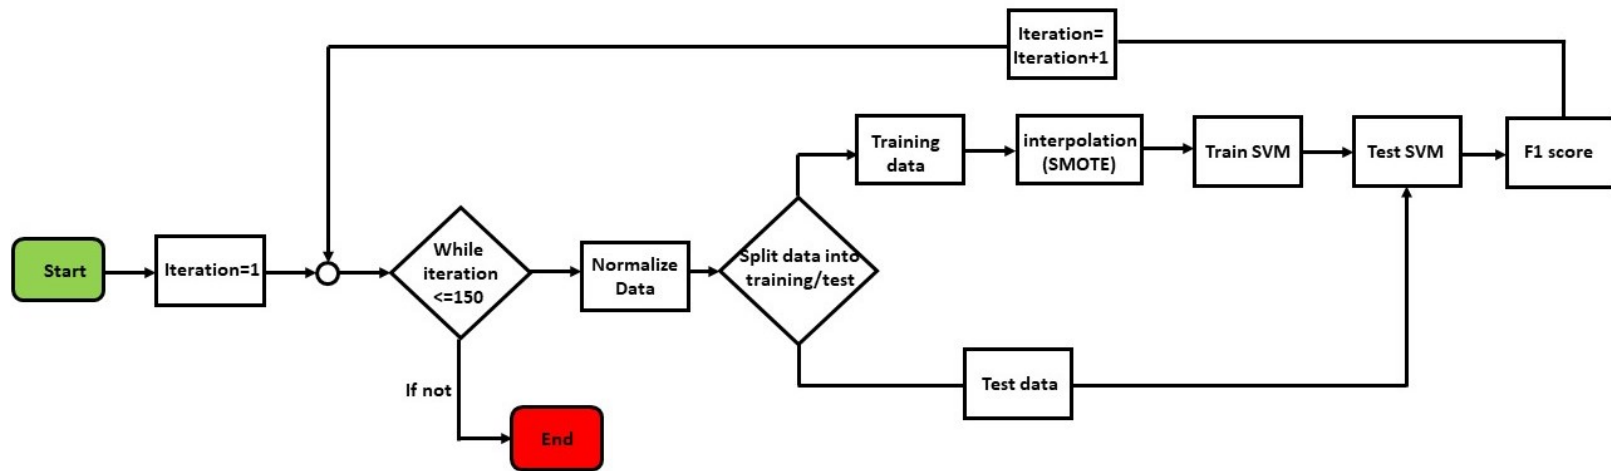 Iteration=
Iteration+1
Training
data
interpolation
(SMOTE)
Train SVM
Test SVM
F1 score
Start
Iteration=1
While
iteration
<=150
Normalize
Data
Split data into
training/test
If not
Test data
End